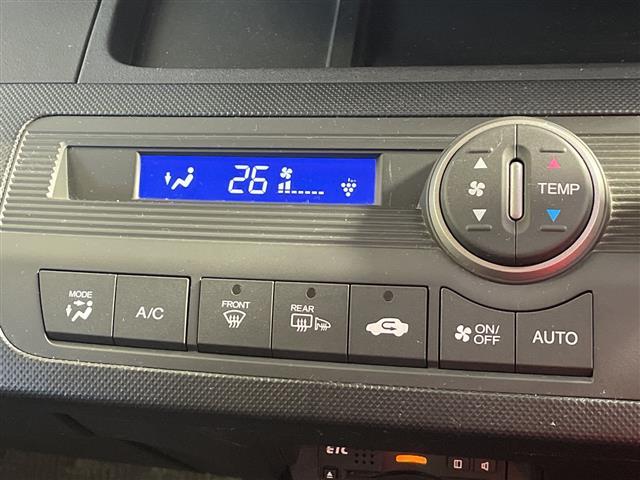 26
TEMP
MODE
A/C
FRONT
REAR
ON/
OFF
AUTO
ETC